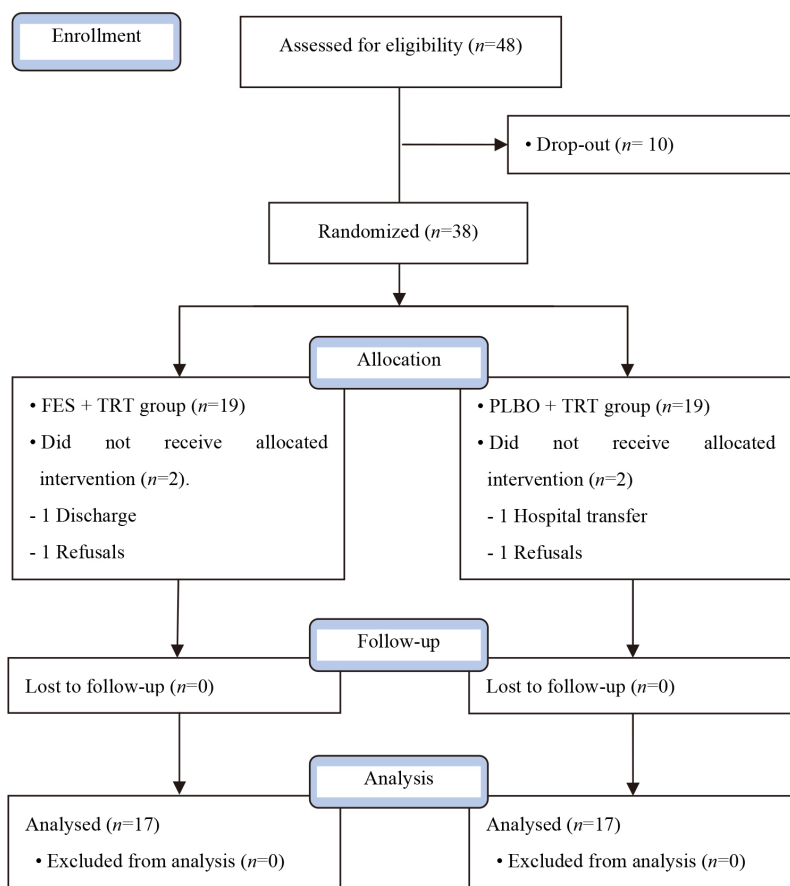 Enrollment
Assessed for eligibility (n=48)
• Drop-out (n= 10)
Randomized (n=38)
Allocation
• FES + TRT group (n=19)
• Did not receive allocated
intervention (n=2).
- 1 Discharge
- 1 Refusals
• PLBO + TRT group (n=19)
• Did not receive allocated
intervention (n=2)
- 1 Hospital transfer
- 1 Refusals
Follow-up
Lost to follow-up (n=0)
Lost to follow-up (n=0)
Analysis
Analysed (n=17)
• Excluded from analysis (n=0)
Analysed (n=17)
• Excluded from analysis (n=0)